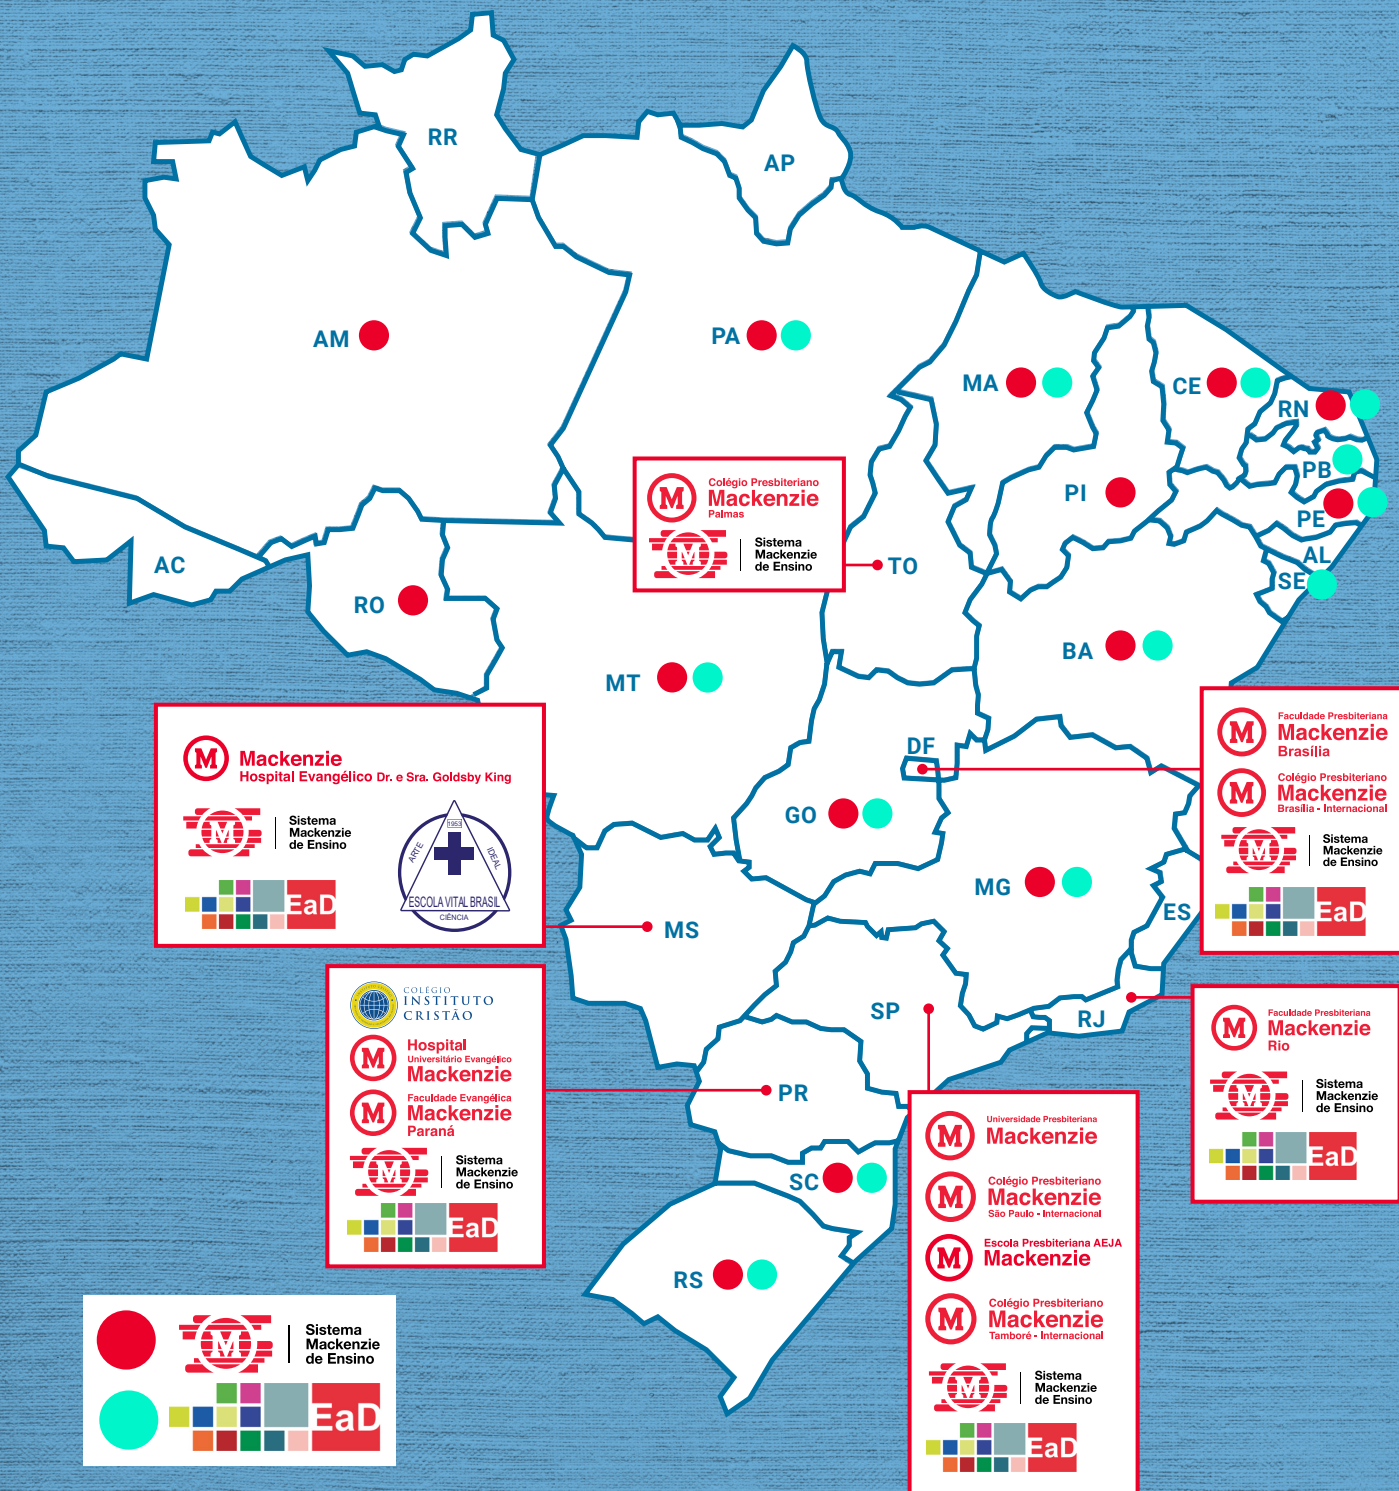 RR
AP
AM
PA
MA
CE
RN
PB
PI
PE
AL
SE
AC
RO
TO
BA
MT
DF
GO
MG
ES
MS
SP
RJ
PR
SC
RS
M
Colégio Presbiteriano
Mackenzie
Palmas
M
Sistema
Mackenzie
de Ensino
M
Mackenzie
Hospital Evangélico Dr. e Sra. Goldsby King
M
Sistema
Mackenzie
de Ensino
EaD
1953
ARTE
IDEAL
ESCOLA VITAL BRASIL
CIÊNCIA
M
Faculdade Presbiteriana
Mackenzie
Brasília
M
Colégio Presbiteriano
Mackenzie
Brasília - Internacional
M
Sistema
Mackenzie
de Ensino
EaD
COLÉGIO
INSTITUTO
CRISTÃO
M
Hospital
Universitário Evangélico
Mackenzie
M
Faculdade Evangélica
Mackenzie
Paraná
M
Sistema
Mackenzie
de Ensino
EaD
M
Faculdade Presbiteriana
Mackenzie
Rio
M
Sistema
Mackenzie
de Ensino
EaD
M
Universidade Presbiteriana
Mackenzie
M
Colégio Presbiteriano
Mackenzie
São Paulo - Internacional
M
Escola Presbiteriana AEJA
Mackenzie
M
Colégio Presbiteriano
Mackenzie
Tamboré - Internacional
M
Sistema
Mackenzie
de Ensino
EaD
M
Sistema
Mackenzie
de Ensino
EaD